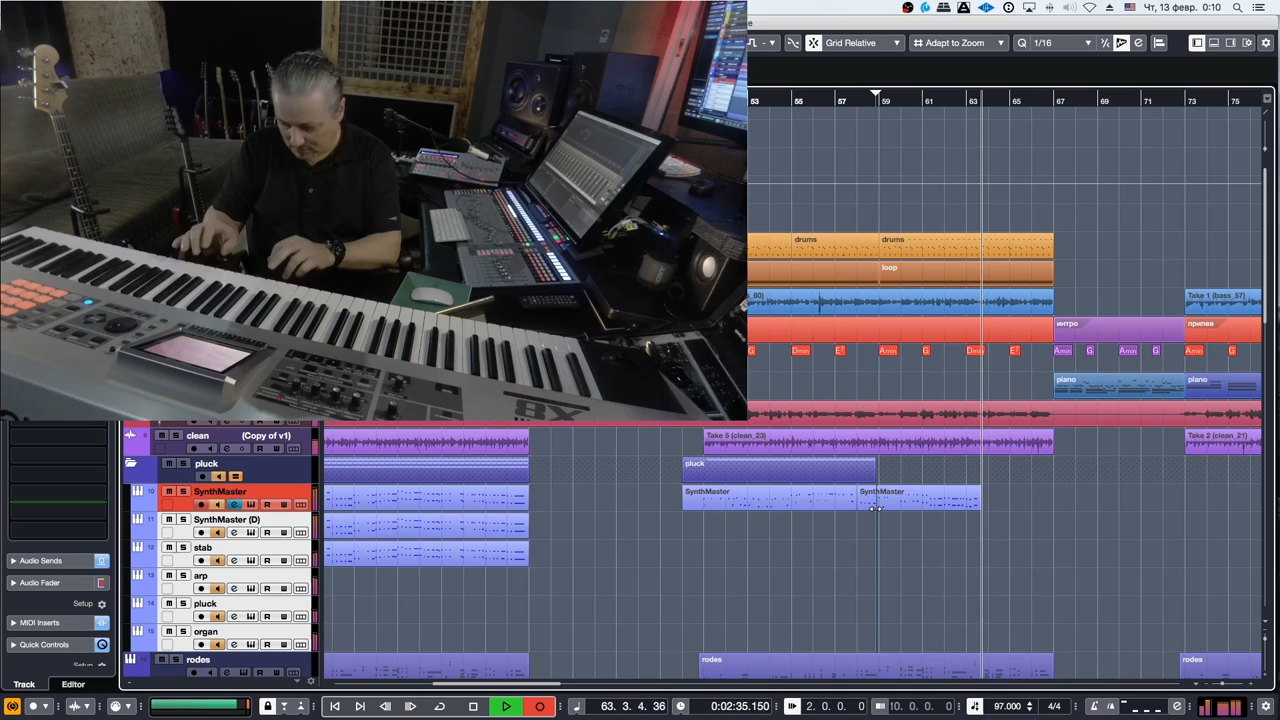 Чт, 13 февр. 0:10
Grid Relative
Adapt to Zoom
Q 1/16
53 55 57 59 61 63 65 67 69 71 73 75
drums drums
loop
_60) Take 1 (bass_57)
интро припев
G Dmin E7 Amin G Dmin E7 Amin G Amin G Amin G
piano piano
clean (Copy of v1)
M S
Take 5 (clean_23) Take 2 (clean_21)
pluck pluck
SynthMaster SynthMaster SynthMaster
SynthMaster (D)
stab
arp
pluck
organ
rodes rodes rodes
Audio Sends
Audio Fader
Setup
MIDI Inserts
Quick Controls
Track Editor
63. 3. 4. 36
0:02:35.150
2. 0. 0. 0
10. 0. 0. 0
97.000
4/4